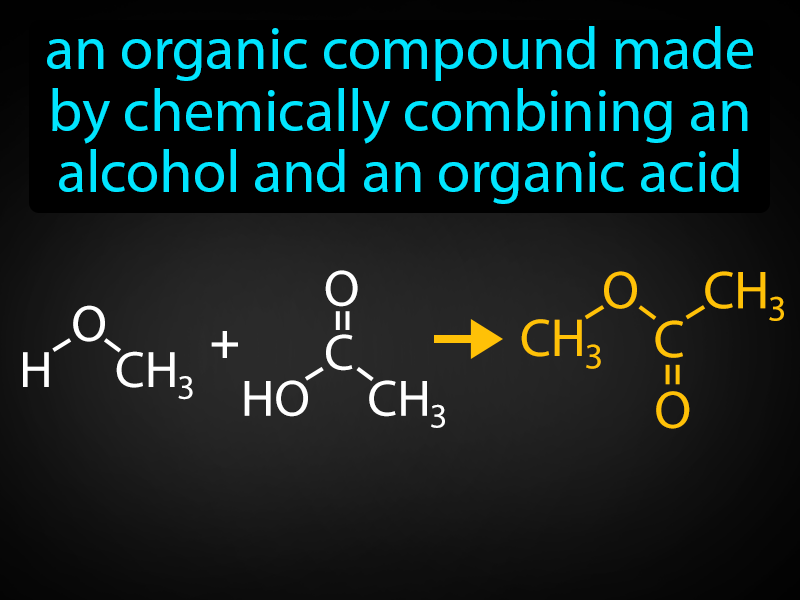 an organic compound made
by chemically combining an
alcohol and an organic acid
H O CH₃ + HO C O CH₃ → CH₃ O C O CH₃